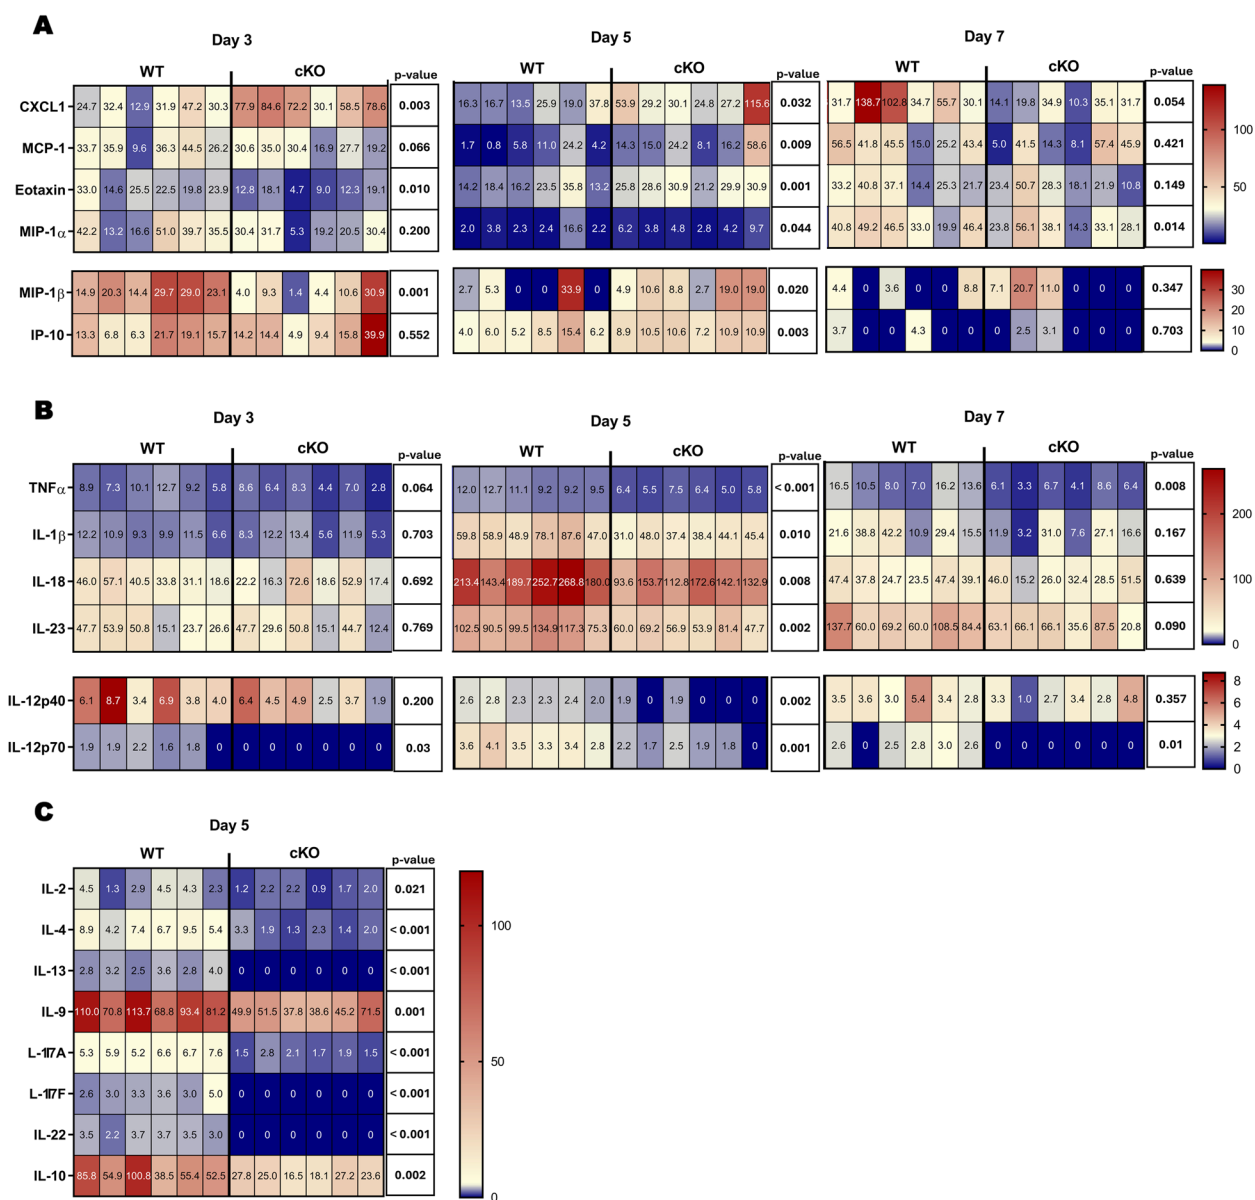 A
Day 3 Day 5 Day 7
WT cKO p-value WT cKO p-value WT cKO p-value
CXCL1 24.7 32.4 12.9 31.9 47.2 30.3 77.9 84.6 72.2 30.1 58.5 78.6 0.003 16.3 16.7 13.5 25.9 19.0 37.8 53.9 29.2 30.1 24.8 27.2 115.6 0.032 31.7 138.7 102.8 34.7 55.7 30.1 14.1 19.8 34.9 10.3 35.1 31.7 0.054
100
MCP-1 33.7 35.9 9.6 36.3 44.5 26.2 30.6 35.0 30.4 16.9 27.7 19.2 0.066 1.7 0.8 5.8 11.0 24.2 4.2 14.3 15.0 24.2 8.1 16.2 58.6 0.009 56.5 41.8 45.5 15.0 25.2 43.4 5.0 41.5 14.3 8.1 57.4 45.9 0.421
50
Eotaxin 33.0 14.6 25.5 22.5 19.8 23.9 12.8 18.1 4.7 9.0 12.3 19.1 0.010 14.2 18.4 16.2 23.5 35.8 13.2 25.8 28.6 30.9 21.2 29.9 30.9 0.001 33.2 40.8 37.1 14.4 25.3 21.7 23.4 50.7 28.3 18.1 21.9 10.8 0.149
MIP-1α 42.2 13.2 16.6 51.0 39.7 35.5 30.4 31.7 5.3 19.2 20.5 30.4 0.200 2.0 3.8 2.3 2.4 16.6 2.2 6.2 3.8 4.8 2.8 4.2 9.7 0.044 40.8 49.2 46.5 33.0 19.9 46.4 23.8 56.1 38.1 14.3 33.1 28.1 0.014
0
MIP-1β 14.9 20.3 14.4 29.7 29.0 23.1 4.0 9.3 1.4 4.4 10.6 30.9 0.001 2.7 5.3 0 0 33.9 0 4.9 10.6 8.8 2.7 19.0 19.0 0.020 4.4 0 3.6 0 0 8.8 7.1 20.7 11.0 0 0 0 0.347
30
20
IP-10 13.3 6.8 6.3 21.7 19.1 15.7 14.2 14.4 4.9 9.4 15.8 39.9 0.552 4.0 6.0 5.2 8.5 15.4 6.2 8.9 10.5 10.6 7.2 10.9 10.9 0.003 3.7 0 0 4.3 0 0 0 2.5 3.1 0 0 0 0.703
10
0
B
Day 3 Day 5 Day 7
WT cKO p-value WT cKO p-value WT cKO p-value
TNFα 8.9 7.3 10.1 12.7 9.2 5.8 8.6 6.4 8.3 4.4 7.0 2.8 0.064 12.0 12.7 11.1 9.2 9.2 9.5 6.4 5.5 7.5 6.4 5.0 5.8 < 0.001 16.5 10.5 8.0 7.0 16.2 13.6 6.1 3.3 6.7 4.1 8.6 6.4 0.008
200
IL-1β 12.2 10.9 9.3 9.9 11.5 6.6 8.3 12.2 13.4 5.6 11.9 5.3 0.703 59.8 58.9 48.9 78.1 87.6 47.0 31.0 48.0 37.4 38.4 44.1 45.4 0.010 21.6 38.8 42.2 10.9 29.4 15.5 11.9 3.2 31.0 7.6 27.1 16.6 0.167
IL-18 46.0 57.1 40.5 33.8 31.1 18.6 22.2 16.3 72.6 18.6 52.9 17.4 0.692 213.4 143.4 189.7 252.7 268.8 180.0 93.6 153.7 112.8 172.6 142.1 132.9 0.008 47.4 37.8 24.7 23.5 47.4 39.1 46.0 15.2 26.0 32.4 28.5 51.5 0.639
100
IL-23 47.7 53.9 50.8 15.1 23.7 26.6 47.7 29.6 50.8 15.1 44.7 12.4 0.769 102.5 90.5 99.5 134.9 117.3 75.3 60.0 69.2 56.9 53.9 81.4 47.7 0.002 137.7 60.0 69.2 60.0 108.5 84.4 63.1 66.1 66.1 35.6 87.5 20.8 0.090
0
IL-12p40 6.1 8.7 3.4 6.9 3.8 4.0 6.4 4.5 4.9 2.5 3.7 1.9 0.200 2.6 2.8 2.3 2.3 2.4 2.0 1.9 0 1.9 0 0 0 0.002 3.5 3.6 3.0 5.4 3.4 2.8 3.3 1.0 2.7 3.4 2.8 4.8 0.357
8
6
4
IL-12p70 1.9 1.9 2.2 1.6 1.8 0 0 0 0 0 0 0 0.03 3.6 4.1 3.5 3.3 3.4 2.8 2.2 1.7 2.5 1.9 1.8 0 0.001 2.6 0 2.5 2.8 3.0 2.6 0 0 0 0 0 0 0.01
2
0
C
Day 5
WT cKO p-value
IL-2 4.5 1.3 2.9 4.5 4.3 2.3 1.2 2.2 2.2 0.9 1.7 2.0 0.021
IL-4 8.9 4.2 7.4 6.7 9.5 5.4 3.3 1.9 1.3 2.3 1.4 2.0 < 0.001
100
IL-13 2.8 3.2 2.5 3.6 2.8 4.0 0 0 0 0 0 0 < 0.001
IL-9 110.0 70.8 113.7 68.8 93.4 81.2 49.9 51.5 37.8 38.6 45.2 71.5 0.001
L-17A 5.3 5.9 5.2 6.6 6.7 7.6 1.5 2.8 2.1 1.7 1.9 1.5 < 0.001
50
L-17F 2.6 3.0 3.3 3.6 3.0 5.0 0 0 0 0 0 0 < 0.001
IL-22 3.5 2.2 3.7 3.7 3.5 3.0 0 0 0 0 0 0 < 0.001
IL-10 85.8 54.9 100.8 38.5 55.4 52.5 27.8 25.0 16.5 18.1 27.2 23.6 0.002
0